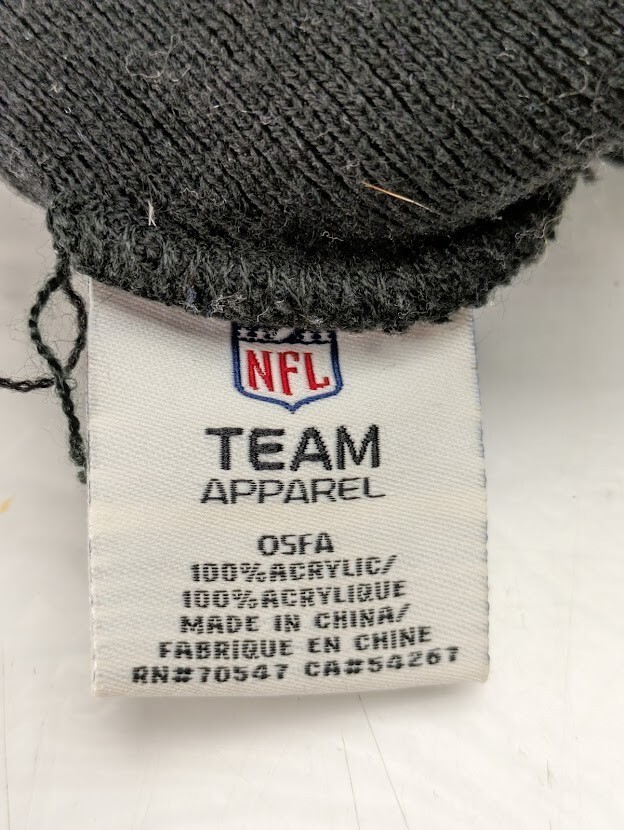 NFL
TEAM
APPAREL
OSFA
100%ACRYLIC/
100%ACRYLIQUE
MADE IN CHINA/
FABRIQUE EN CHINE
RN#70547 CA#54267